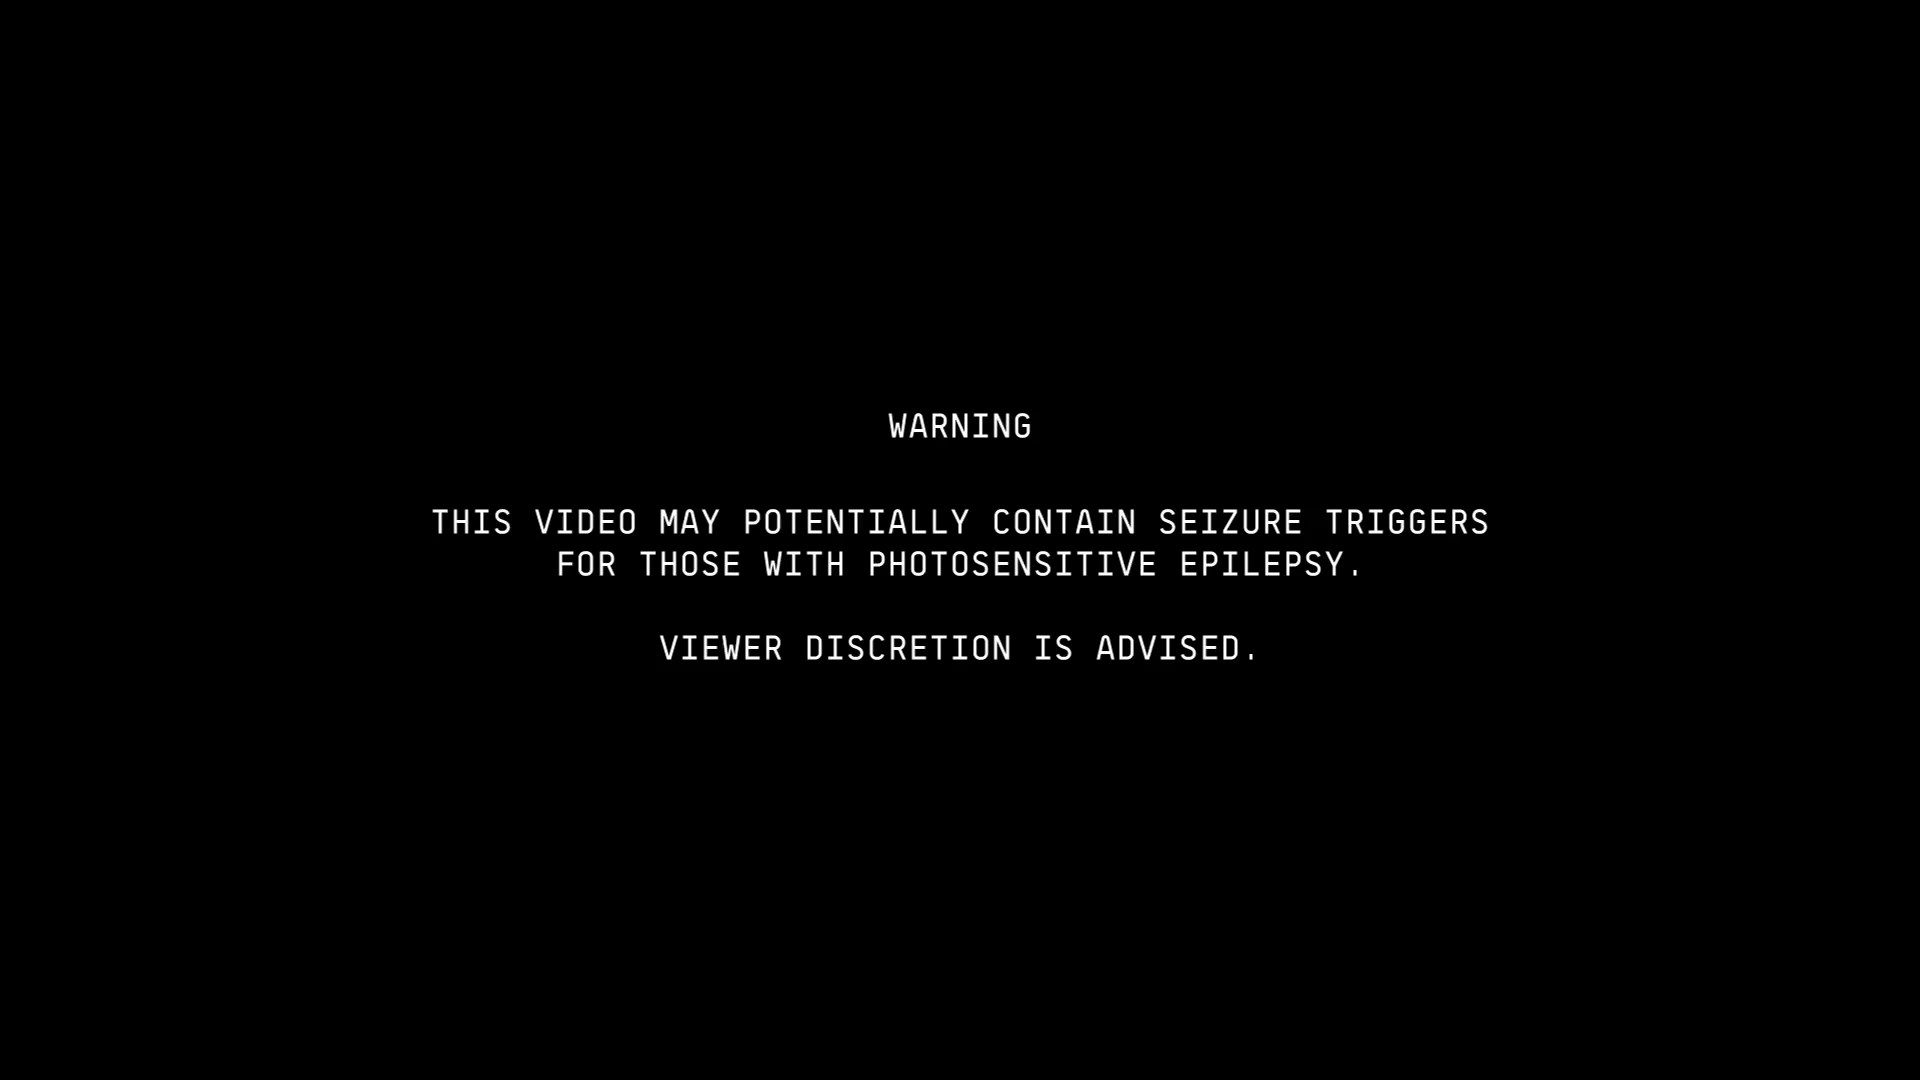 WARNING
THIS VIDEO MAY POTENTIALLY CONTAIN SEIZURE TRIGGERS
FOR THOSE WITH PHOTOSENSITIVE EPILEPSY.
VIEWER DISCRETION IS ADVISED.